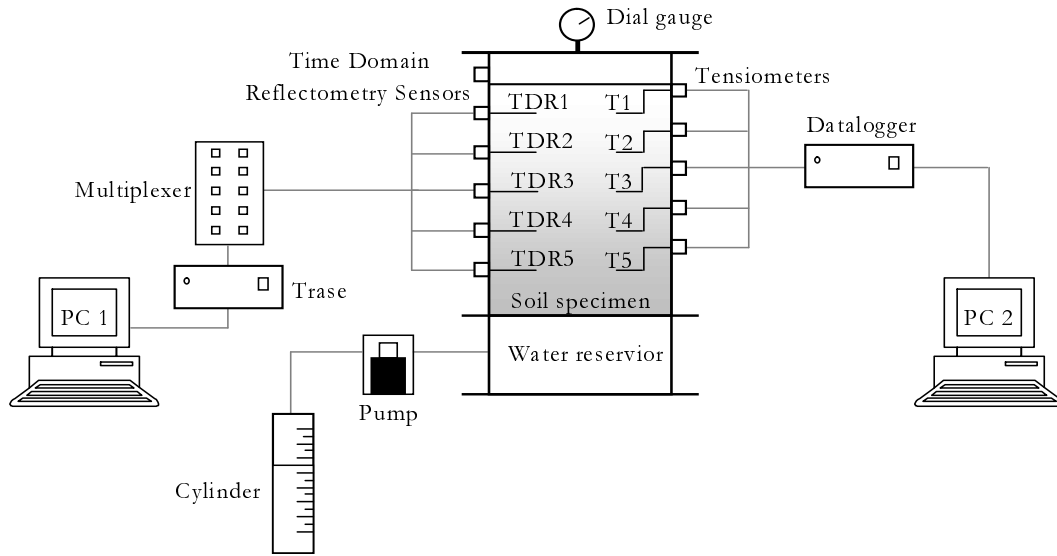 Dial gauge
Time Domain
Reflectometry Sensors
Tensiometers
TDR1
T1
TDR2
T2
TDR3
T3
TDR4
T4
TDR5
T5
Datalogger
Multiplexer
Trase
Soil specimen
PC 1
PC 2
Water reservior
Pump
Cylinder